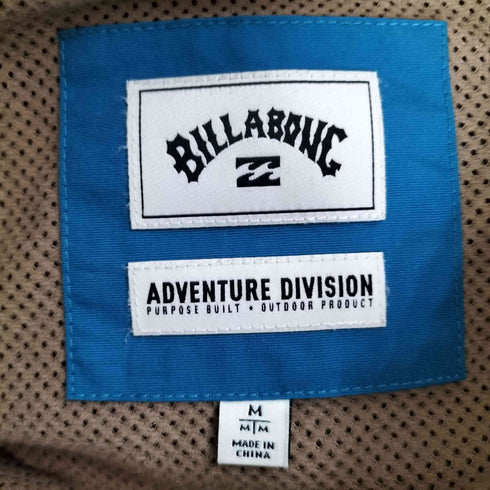 BILLABONG
ADVENTURE DIVISION
PURPOSE BUILT • OUTDOOR PRODUCT
M
M M
MADE IN
CHINA